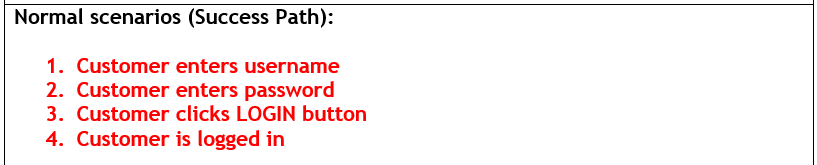 Normal scenarios (Success Path):
1. Customer enters username
2. Customer enters password
3. Customer clicks LOGIN button
4. Customer is logged in